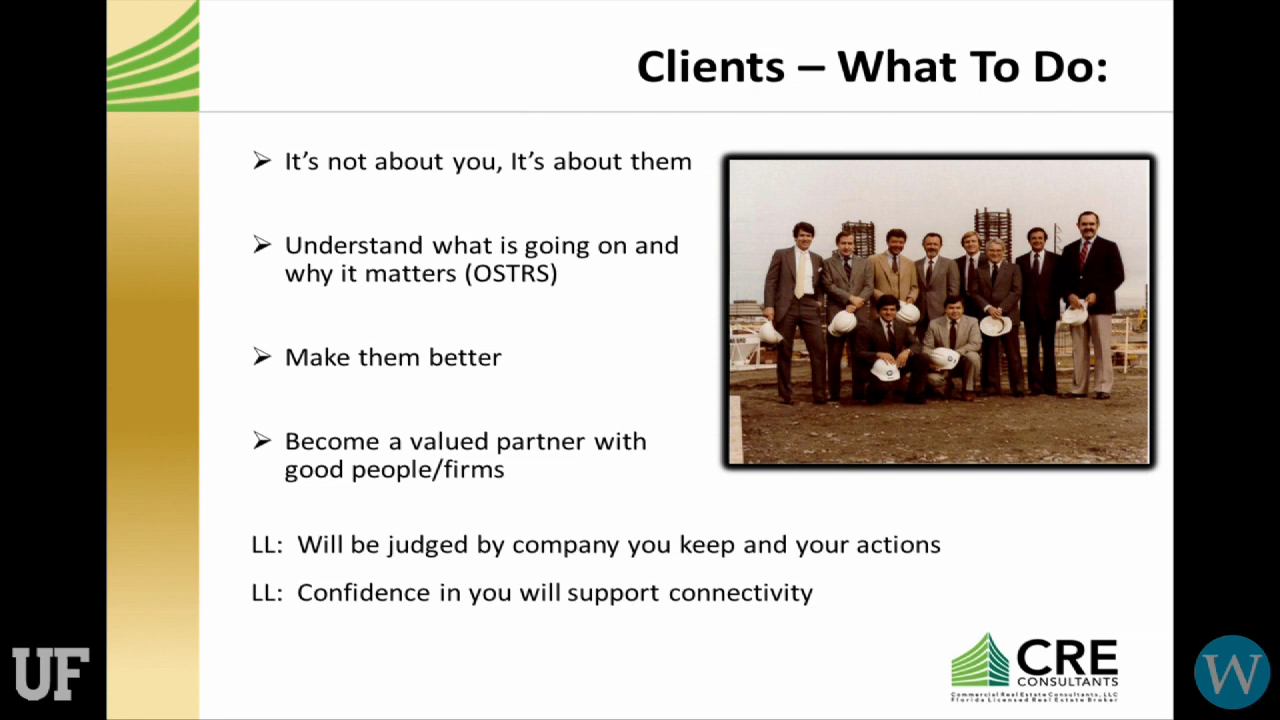 Clients – What To Do:
➢ It's not about you, It's about them
➢ Understand what is going on and
why it matters (OSTRS)
➢ Make them better
➢ Become a valued partner with
good people/firms
LL: Will be judged by company you keep and your actions
LL: Confidence in you will support connectivity
CRE
CONSULTANTS
Commercial Real Estate Consultants, LLC
Florida Licensed Real Estate Broker
UF
W